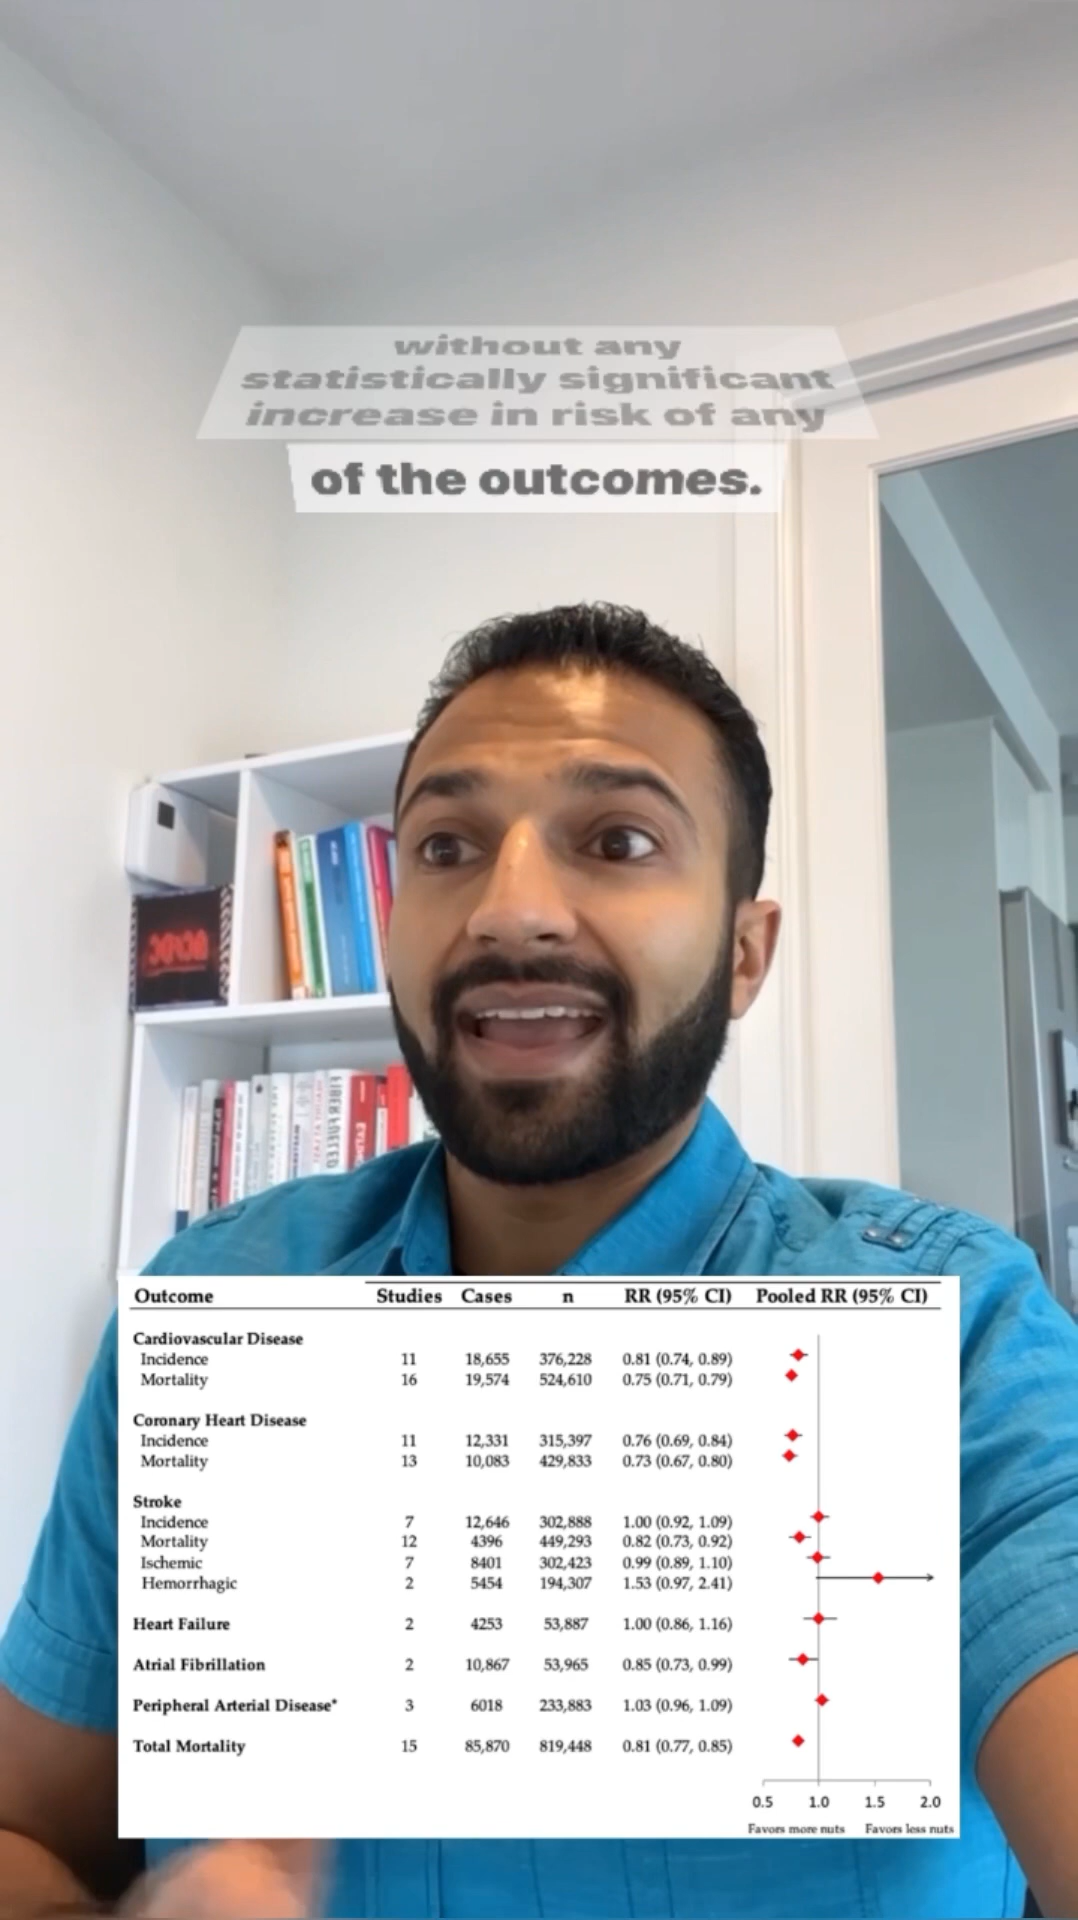 without any
statistically significant
increase in risk of any
of the outcomes.
Outcome Studies Cases n RR (95% CI) Pooled RR (95% CI)
Cardiovascular Disease
Incidence 11 18,655 376,228 0.81 (0.74, 0.89)
Mortality 16 19,574 524,610 0.75 (0.71, 0.79)
Coronary Heart Disease
Incidence 11 12,331 315,397 0.76 (0.69, 0.84)
Mortality 13 10,083 429,833 0.73 (0.67, 0.80)
Stroke
Incidence 7 12,646 302,888 1.00 (0.92, 1.09)
Mortality 12 4396 449,293 0.82 (0.73, 0.92)
Ischemic 7 8401 302,423 0.99 (0.89, 1.10)
Hemorrhagic 2 5454 194,307 1.53 (0.97, 2.41)
Heart Failure 2 4253 53,887 1.00 (0.86, 1.16)
Atrial Fibrillation 2 10,867 53,965 0.85 (0.73, 0.99)
Peripheral Arterial Disease* 3 6018 233,883 1.03 (0.96, 1.09)
Total Mortality 15 85,870 819,448 0.81 (0.77, 0.85)
0.5 1.0 1.5 2.0
Favors more nuts Favors less nuts